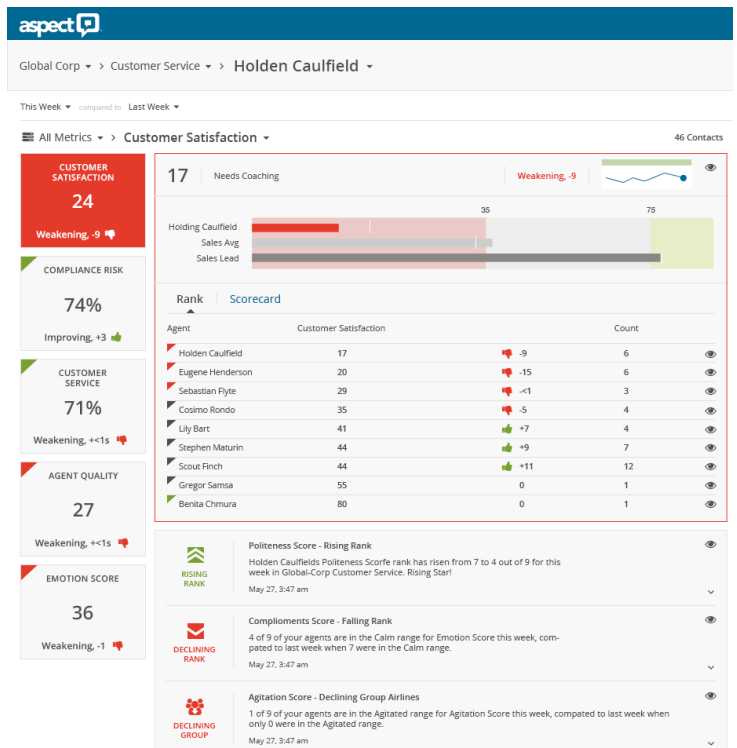 aspect
Global Corp > Customer Service > Holden Caulfield
This Week compared to Last Week
All Metrics > Customer Satisfaction
46 Contacts
CUSTOMER
SATISFACTION
24
Weakening, -9
COMPLIANCE RISK
74%
Improving, +3
CUSTOMER
SERVICE
71%
Weakening, +<1s
AGENT QUALITY
27
Weakening, +<1s
EMOTION SCORE
36
Weakening, -1
17 Needs Coaching Weakening, -9
35 75
Holding Caulfield
Sales Avg
Sales Lead
Rank Scorecard
Agent Customer Satisfaction Count
Holden Caulfield 17 -9 6
Eugene Henderson 20 -15 6
Sebastian Flyte 29 -<1 3
Cosimo Rondo 35 -5 4
Lily Bart 41 +7 4
Stephen Maturin 44 +9 7
Scout Finch 44 +11 12
Gregor Samsa 55 0 1
Benita Chmura 80 0 1
RISING
RANK
Politeness Score - Rising Rank
Holden Caulfields Politeness Scorfe rank has risen from 7 to 4 out of 9 for this
week in Global-Corp Customer Service. Rising Star!
May 27, 3:47 am
DECLINING
RANK
Complioments Score - Falling Rank
4 of 9 of your agents are in the Calm range for Emotion Score this week, com-
pated to last week when 7 were in the Calm range.
May 27, 3:47 am
DECLINING
GROUP
Agitation Score - Declining Group Airlines
1 of 9 of your agents are in the Agitated range for Agitation Score this week, compated to last week when
only 0 were in the Agitated range.
May 27, 3:47 am